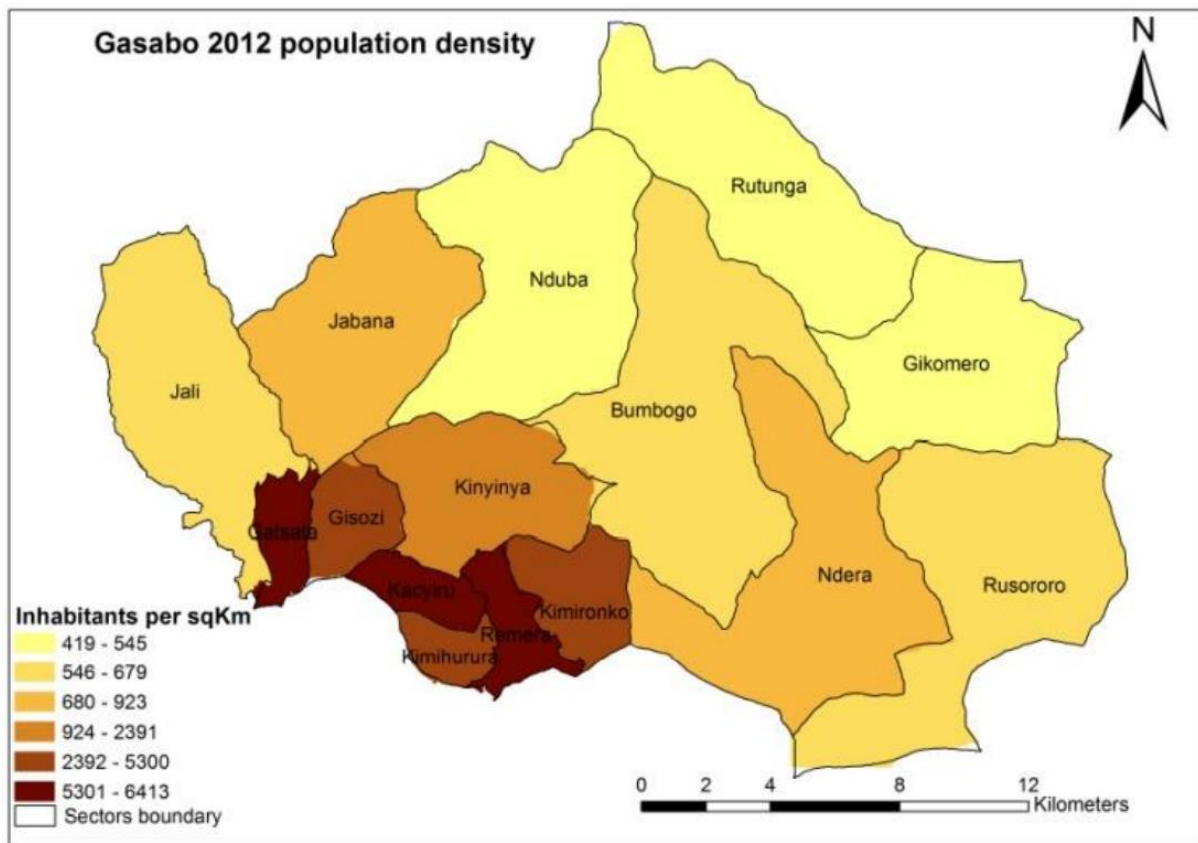 Gasabo 2012 population density
N
Rutunga
Nduba
Jabana
Gikomero
Jali
Bumbogo
Kinyinya
Gisozi
Gatsata
Ndera
Rusororo
Kacyiru
Kimironko
Remera
Kimihurura
Inhabitants per sqKm
419 - 545
546 - 679
680 - 923
924 - 2391
2392 - 5300
5301 - 6413
Sectors boundary
0 2 4 8 12
Kilometers